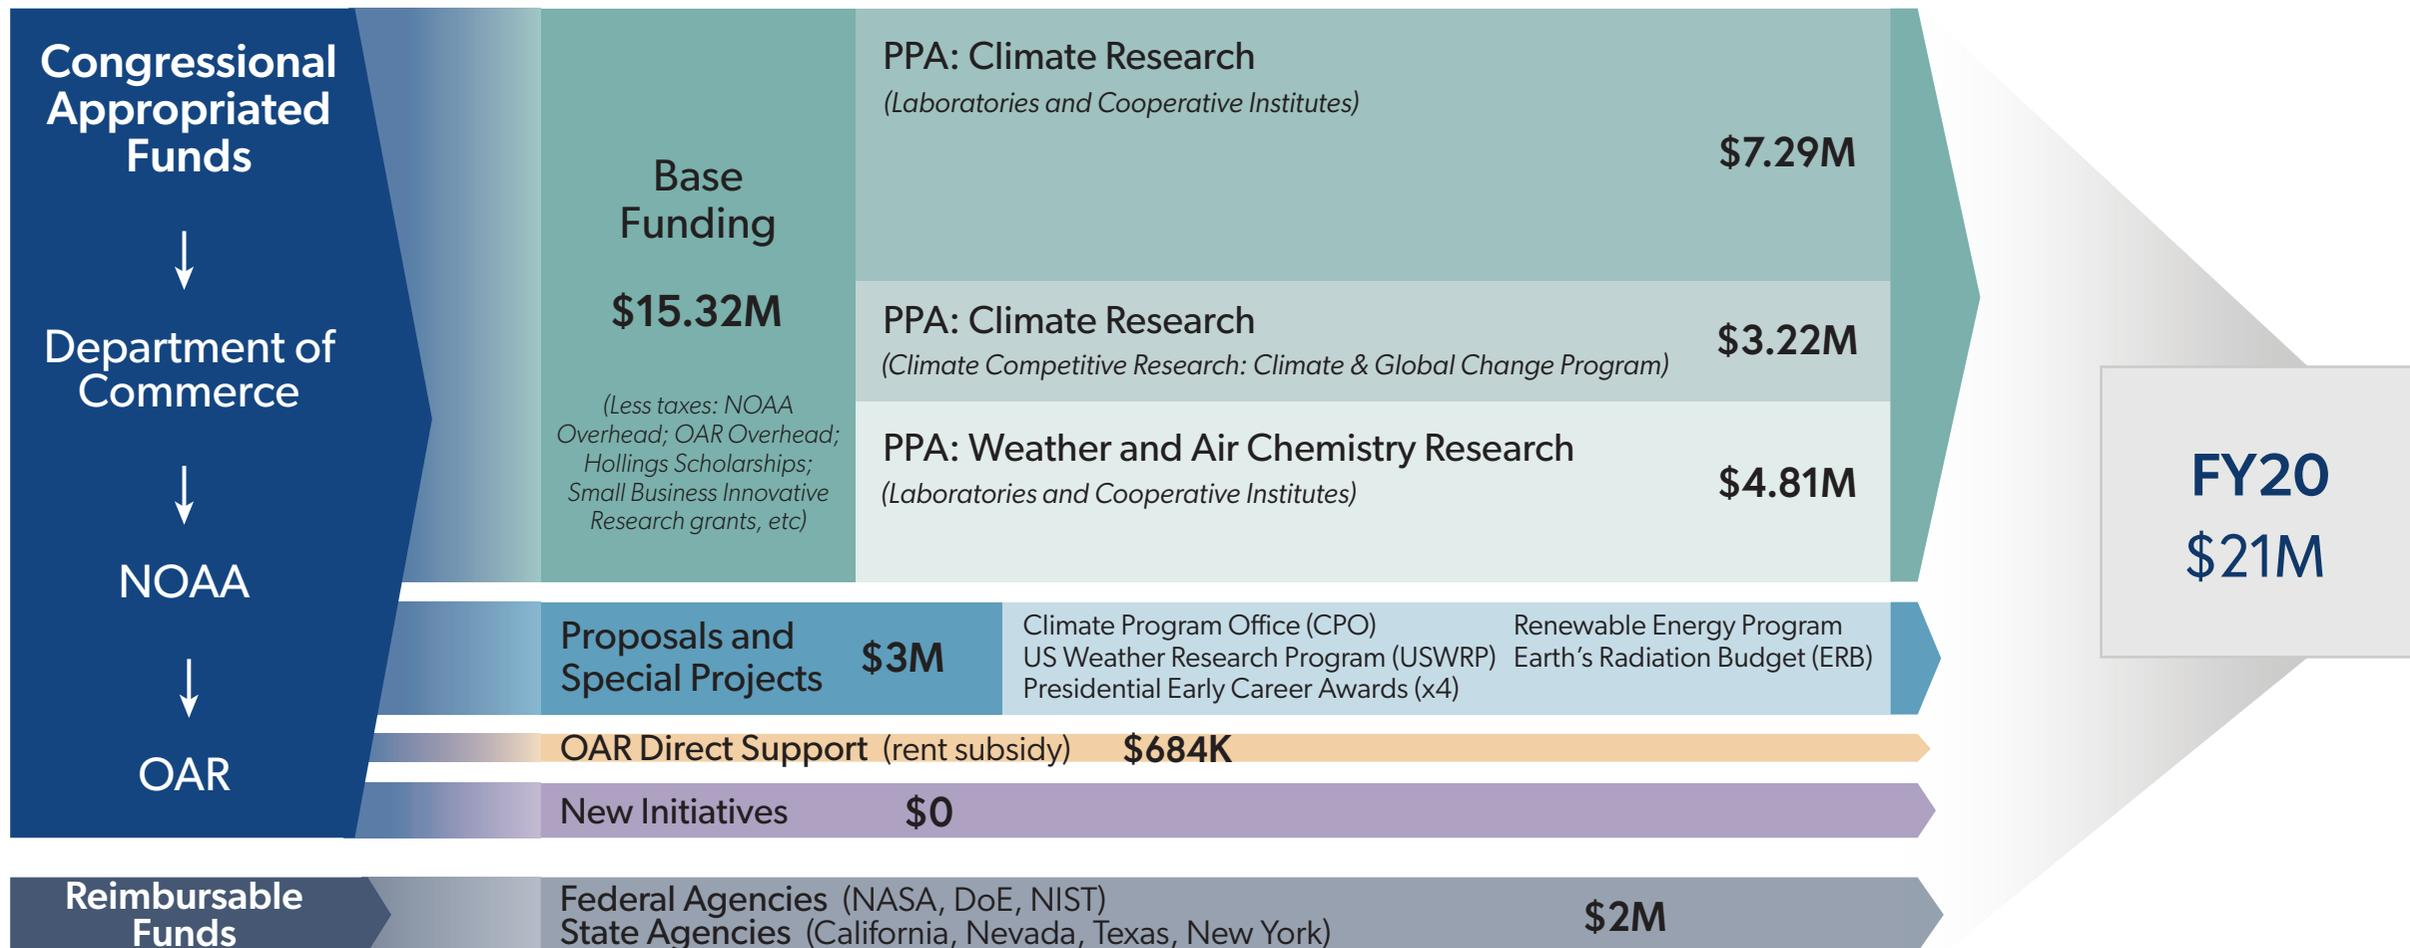 Congressional
Appropriated
Funds
Department of
Commerce
NOAA
OAR
Base
Funding
$15.32M
(Less taxes: NOAA
Overhead; OAR Overhead;
Hollings Scholarships;
Small Business Innovative
Research grants, etc)
PPA: Climate Research
(Laboratories and Cooperative Institutes)
$7.29M
PPA: Climate Research
(Climate Competitive Research: Climate & Global Change Program)
$3.22M
PPA: Weather and Air Chemistry Research
(Laboratories and Cooperative Institutes)
$4.81M
Proposals and
Special Projects
$3M
Climate Program Office (CPO)
US Weather Research Program (USWRP)
Presidential Early Career Awards (x4)
Renewable Energy Program
Earth's Radiation Budget (ERB)
OAR Direct Support (rent subsidy) $684K
New Initiatives $0
Reimbursable
Funds
Federal Agencies (NASA, DoE, NIST)
State Agencies (California, Nevada, Texas, New York)
$2M
FY20
$21M